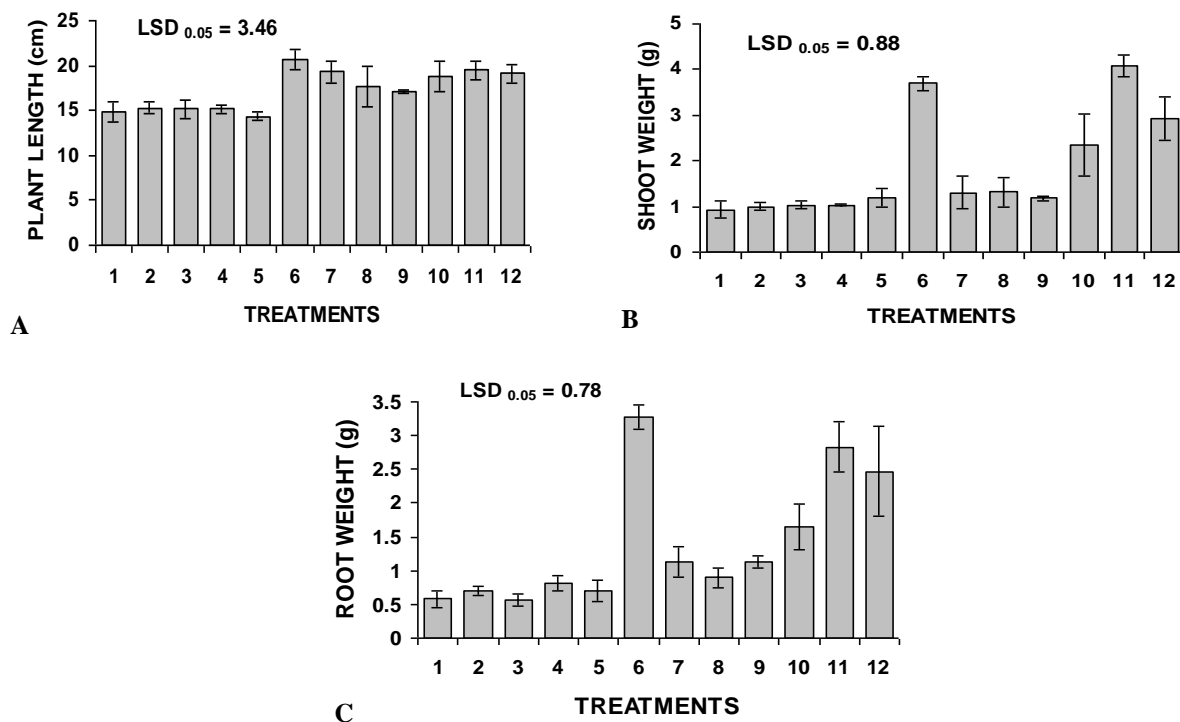 LSD 0.05 = 3.46
PLANT LENGTH (cm)
25
20
15
10
5
0
1 2 3 4 5 6 7 8 9 10 11 12
TREATMENTS
A
LSD 0.05 = 0.88
SHOOT WEIGHT (g)
5
4
3
2
1
0
1 2 3 4 5 6 7 8 9 10 11 12
TREATMENTS
B
LSD 0.05 = 0.78
ROOT WEIGHT (g)
3.5
3
2.5
2
1.5
1
0.5
0
1 2 3 4 5 6 7 8 9 10 11 12
TREATMENTS
C